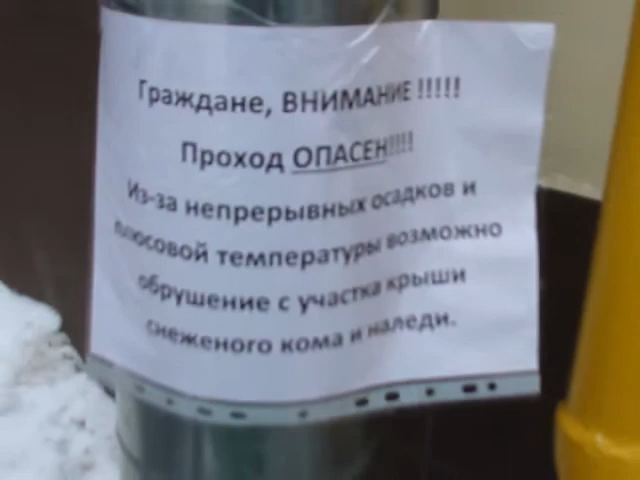 Граждане, ВНИМАНИЕ !!!!!
Проход ОПАСЕН!!!!
Из-за непрерывных осадков и
плюсовой температуры возможно
обрушение с участка крыши
снеженого кома и наледи.